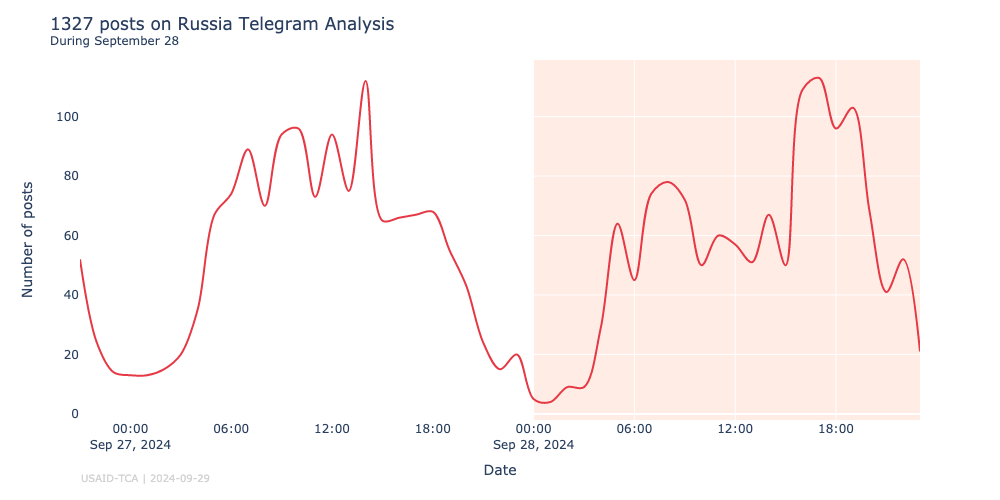 1327 posts on Russia Telegram Analysis
During September 28
Number of posts
100
80
60
40
20
0
00:00 06:00 12:00 18:00 00:00 06:00 12:00 18:00
Sep 27, 2024 Sep 28, 2024
Date
USAID-TCA | 2024-09-29